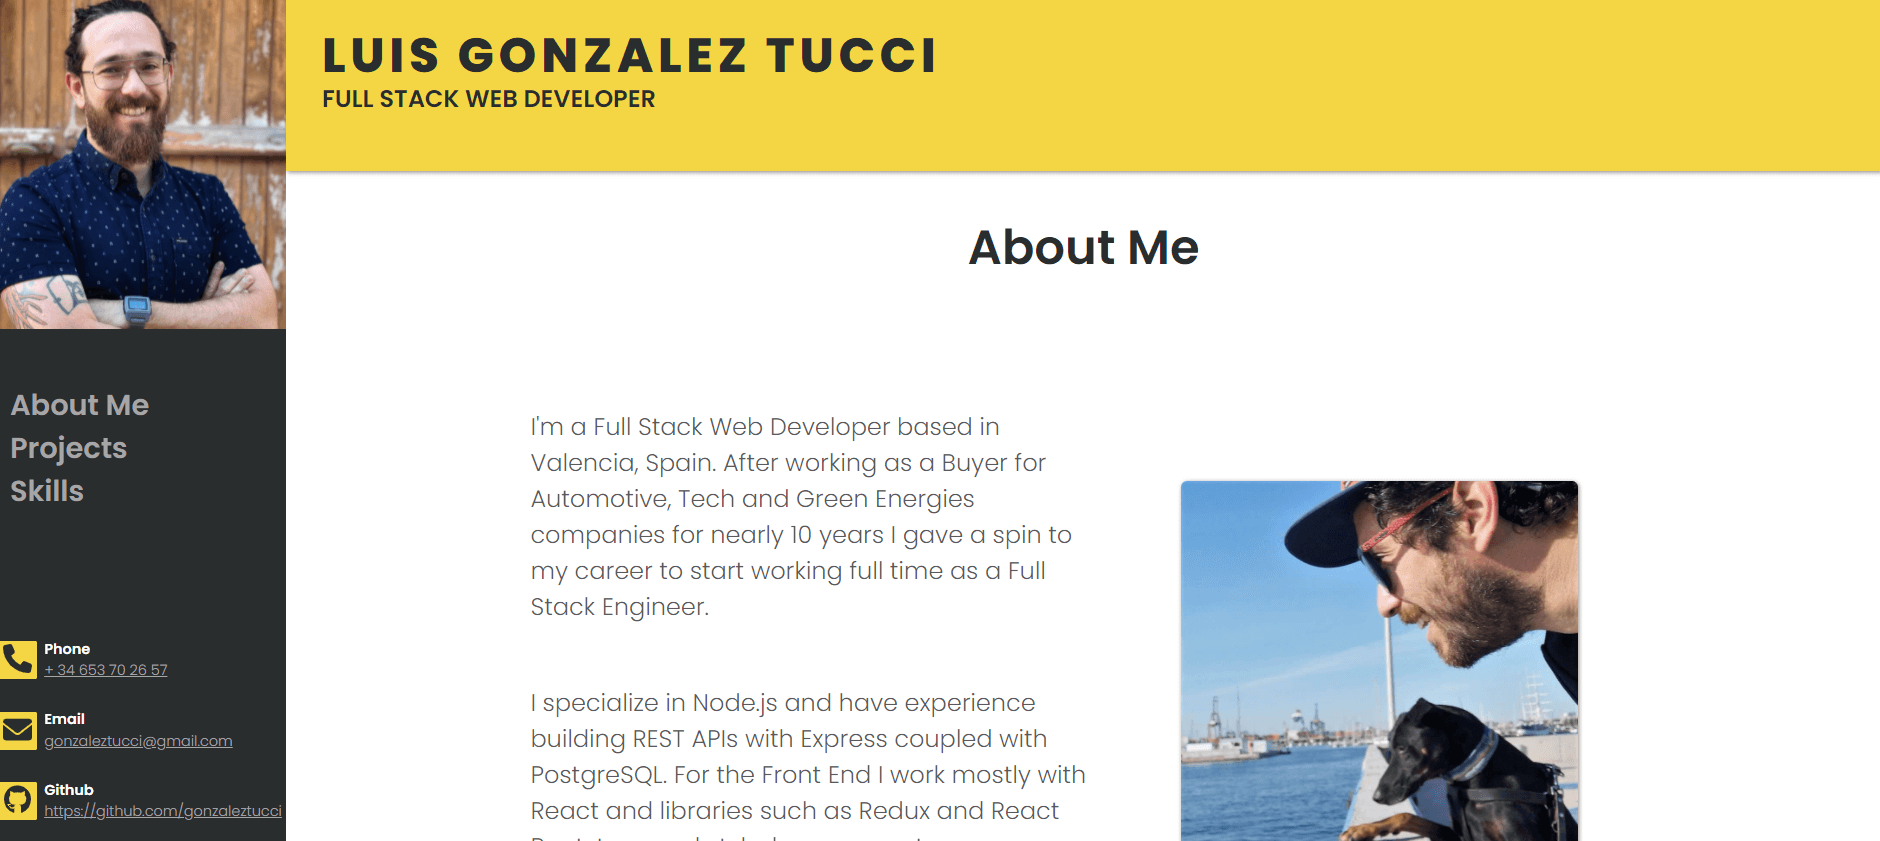 LUIS GONZALEZ TUCCI
FULL STACK WEB DEVELOPER
About Me
Projects
Skills
Phone
+ 34 653 70 26 57
Email
gonzaleztucci@gmail.com
Github
https://github.com/gonzaleztucci
About Me
I'm a Full Stack Web Developer based in
Valencia, Spain. After working as a Buyer for
Automotive, Tech and Green Energies
companies for nearly 10 years I gave a spin to
my career to start working full time as a Full
Stack Engineer.
I specialize in Node.js and have experience
building REST APIs with Express coupled with
PostgreSQL. For the Front End I work mostly with
React and libraries such as Redux and React